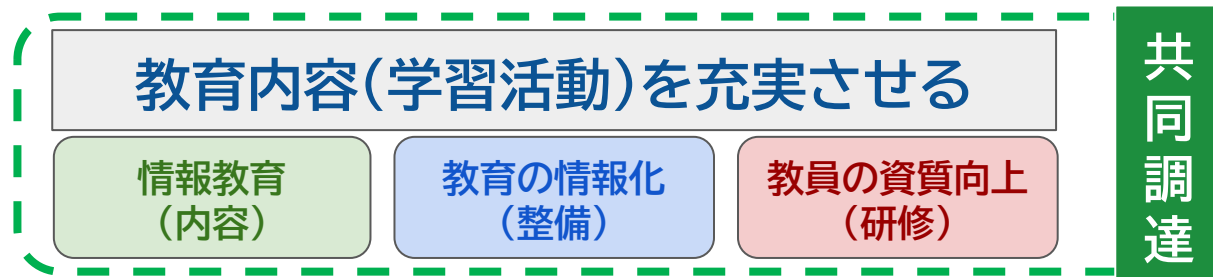 教育内容（学習活動）を充実させる
情報教育
（内容）
教育の情報化
（整備）
教員の資質向上
（研修）
共同調達